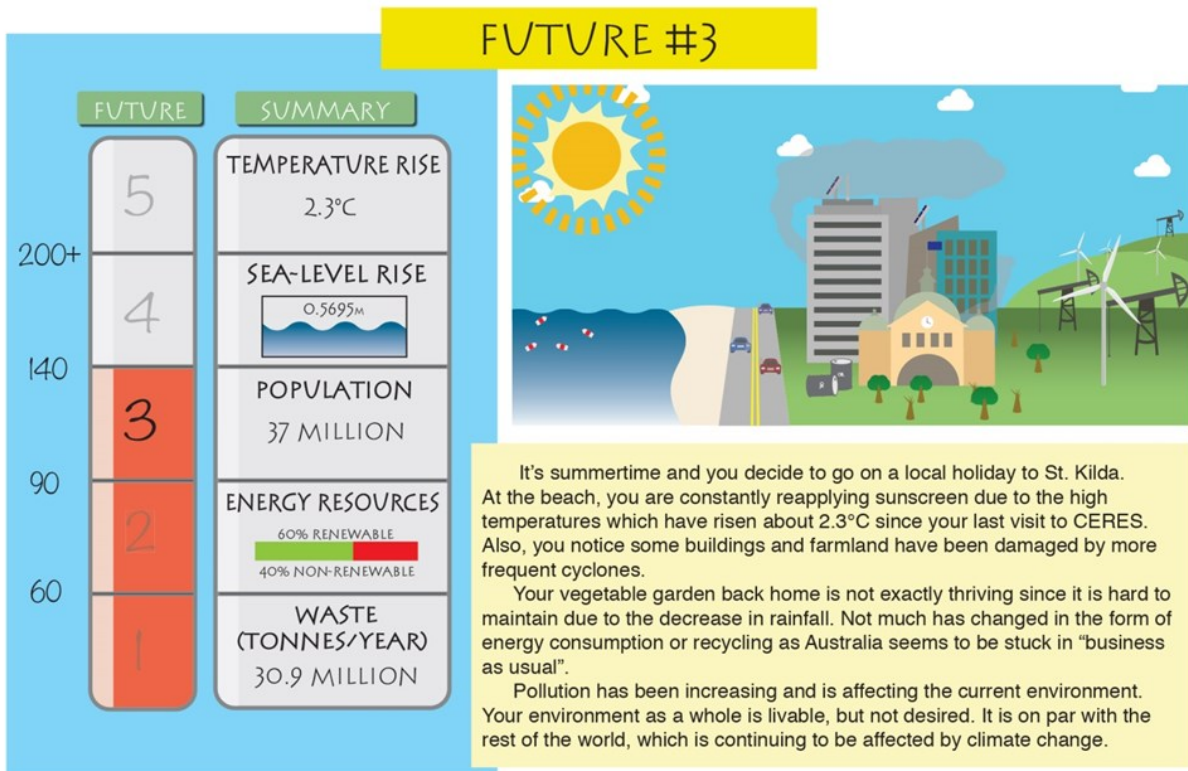 FUTURE #3
FUTURE
SUMMARY
5
200+
4
140
3
90
2
60
1
TEMPERATURE RISE
2.3°C
SEA-LEVEL RISE
0.5695M
POPULATION
37 MILLION
ENERGY RESOURCES
60% RENEWABLE
40% NON-RENEWABLE
WASTE
(TONNES/YEAR)
30.9 MILLION
It's summertime and you decide to go on a local holiday to St. Kilda.
At the beach, you are constantly reapplying sunscreen due to the high
temperatures which have risen about 2.3°C since your last visit to CERES.
Also, you notice some buildings and farmland have been damaged by more
frequent cyclones.
Your vegetable garden back home is not exactly thriving since it is hard to
maintain due to the decrease in rainfall. Not much has changed in the form of
energy consumption or recycling as Australia seems to be stuck in “business
as usual”.
Pollution has been increasing and is affecting the current environment.
Your environment as a whole is livable, but not desired. It is on par with the
rest of the world, which is continuing to be affected by climate change.